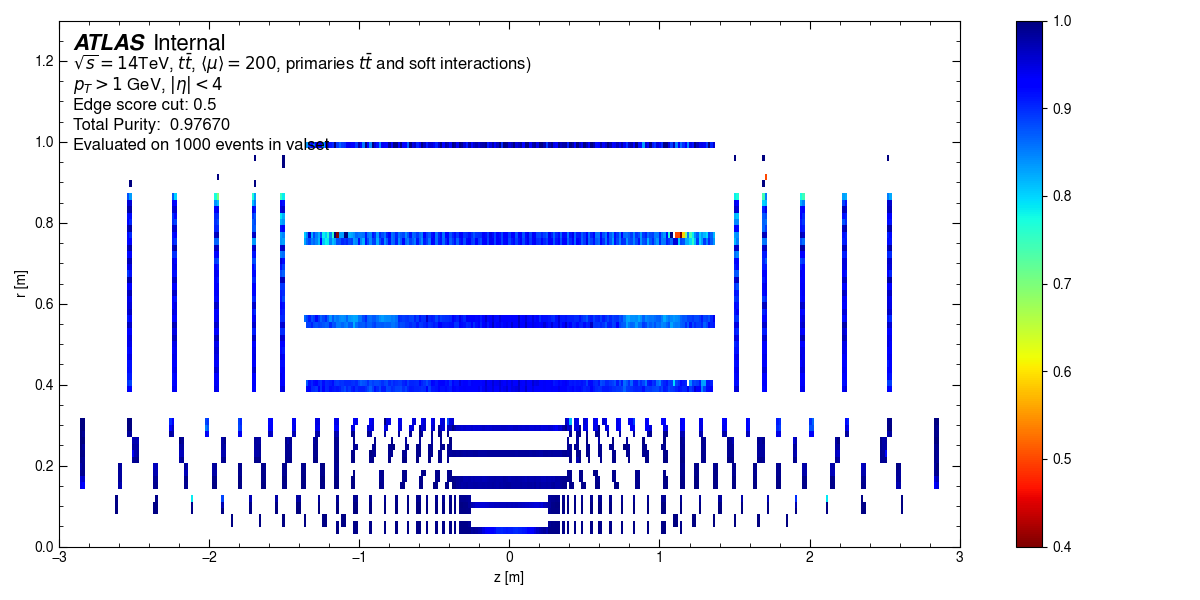 ATLAS Internal
√s = 14TeV, tt̄, ⟨μ⟩ = 200, primaries tt̄ and soft interactions)
p_T > 1 GeV, |η| < 4
Edge score cut: 0.5
Total Purity: 0.97670
Evaluated on 1000 events in valset
r [m]
1.2
1.0
0.8
0.6
0.4
0.2
0.0
−3 −2 −1 0 1 2 3
z [m]
1.0
0.9
0.8
0.7
0.6
0.5
0.4